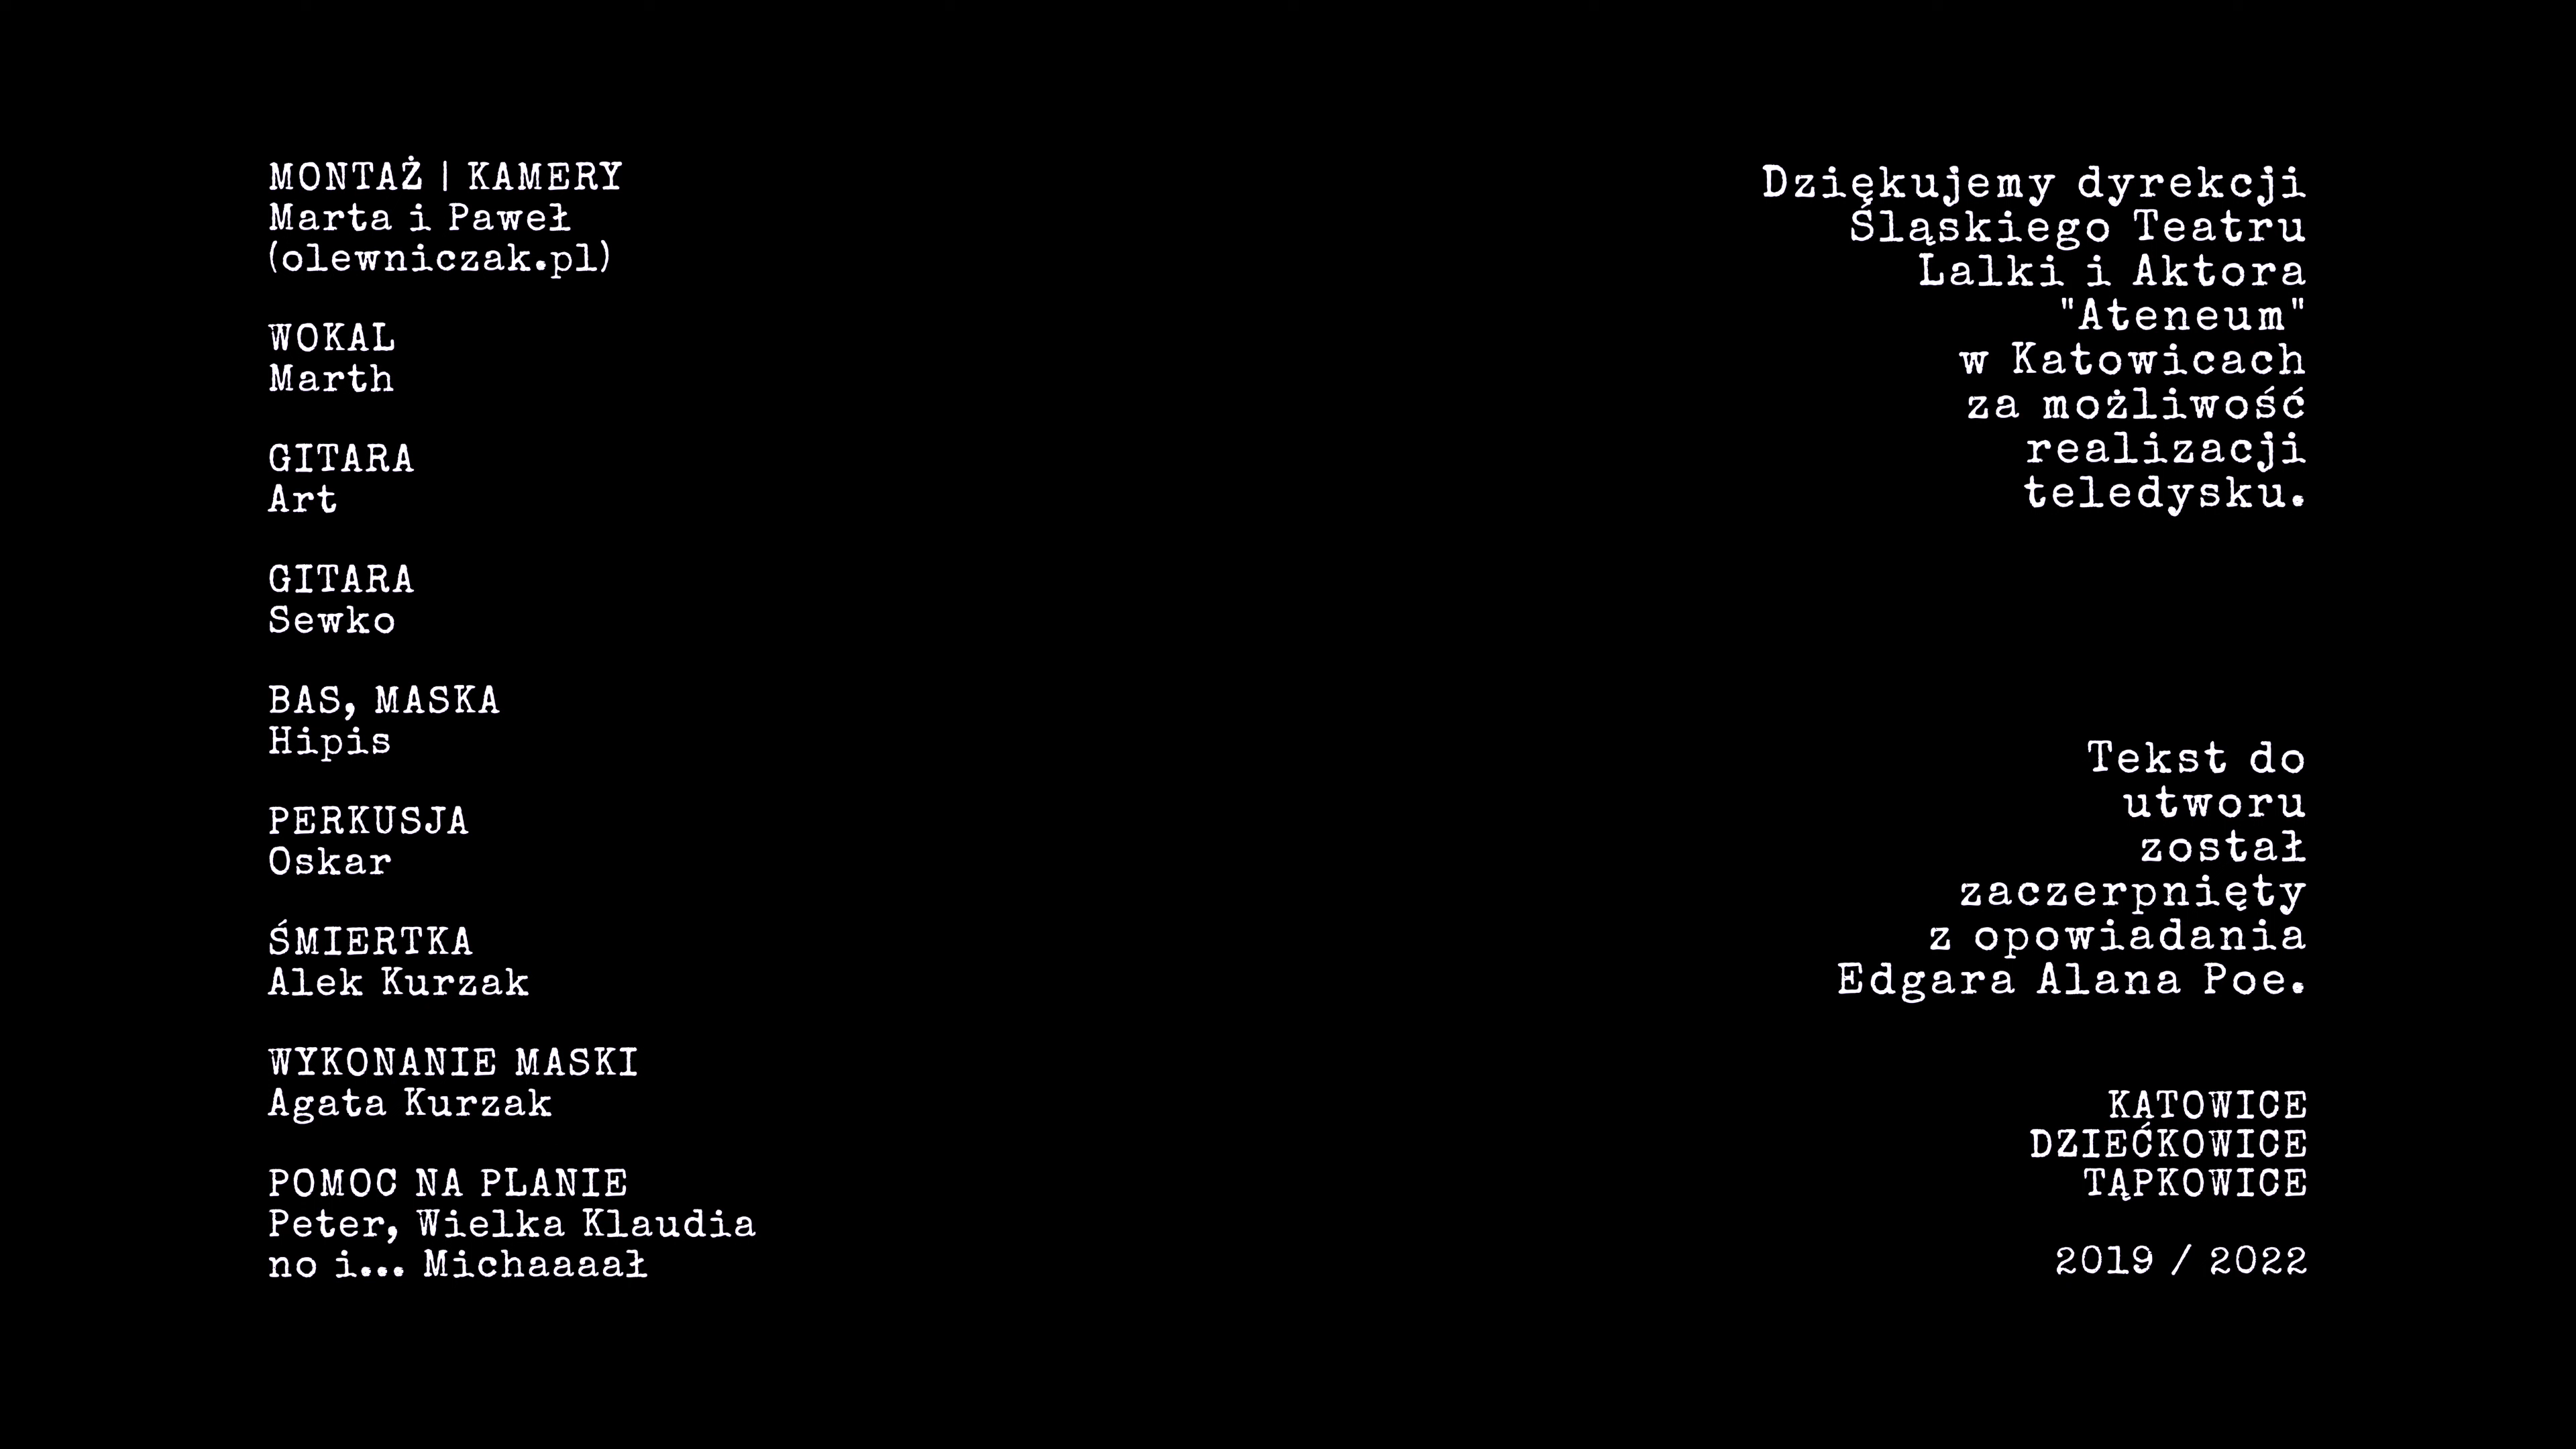 MONTAŻ | KAMERY
Marta i Paweł
(olewniczak.pl)
WOKAL
Marth
GITARA
Art
GITARA
Sewko
BAS, MASKA
Hipis
PERKUSJA
Oskar
ŚMIERTKA
Alek Kurzak
WYKONANIE MASKI
Agata Kurzak
POMOC NA PLANIE
Peter, Wielka Klaudia
no i... Michaaaał
Dziękujemy dyrekcji
Śląskiego Teatru
Lalki i Aktora
"Ateneum"
w Katowicach
za możliwość
realizacji
teledysku.
Tekst do
utworu
został
zaczerpnięty
z opowiadania
Edgara Alana Poe.
KATOWICE
DZIEĆKOWICE
TĄPKOWICE
2019 / 2022